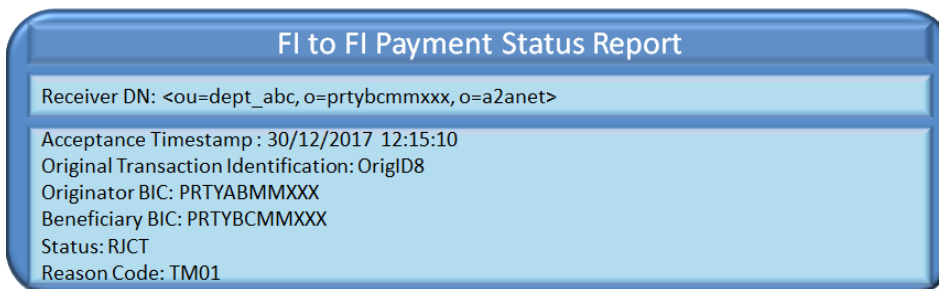 FI to FI Payment Status Report
Receiver DN: <ou=dept_abc, o=prtybcmmxxx, o=a2anet>
Acceptance Timestamp : 30/12/2017 12:15:10
Original Transaction Identification: OrigID8
Originator BIC: PRTYABMMXXX
Beneficiary BIC: PRTYBCMMXXX
Status: RJCT
Reason Code: TM01